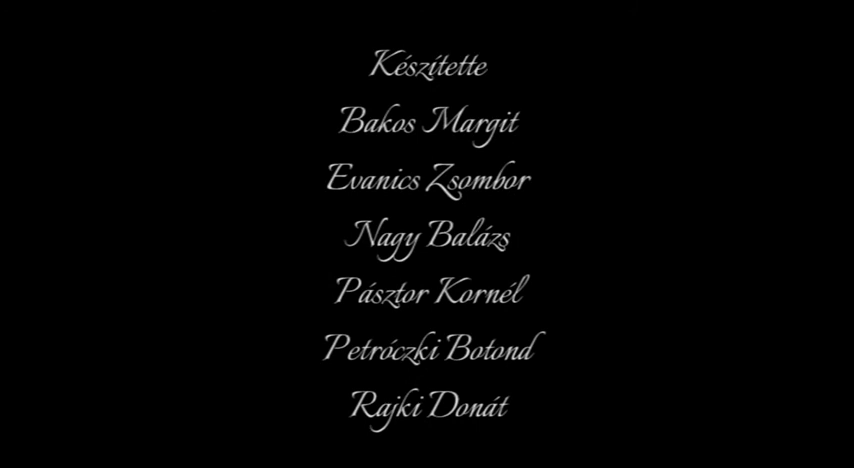 Készítette
Bakos Margit
Evanics Zsombor
Nagy Balázs
Pásztor Kornél
Petróczki Botond
Rajki Donát